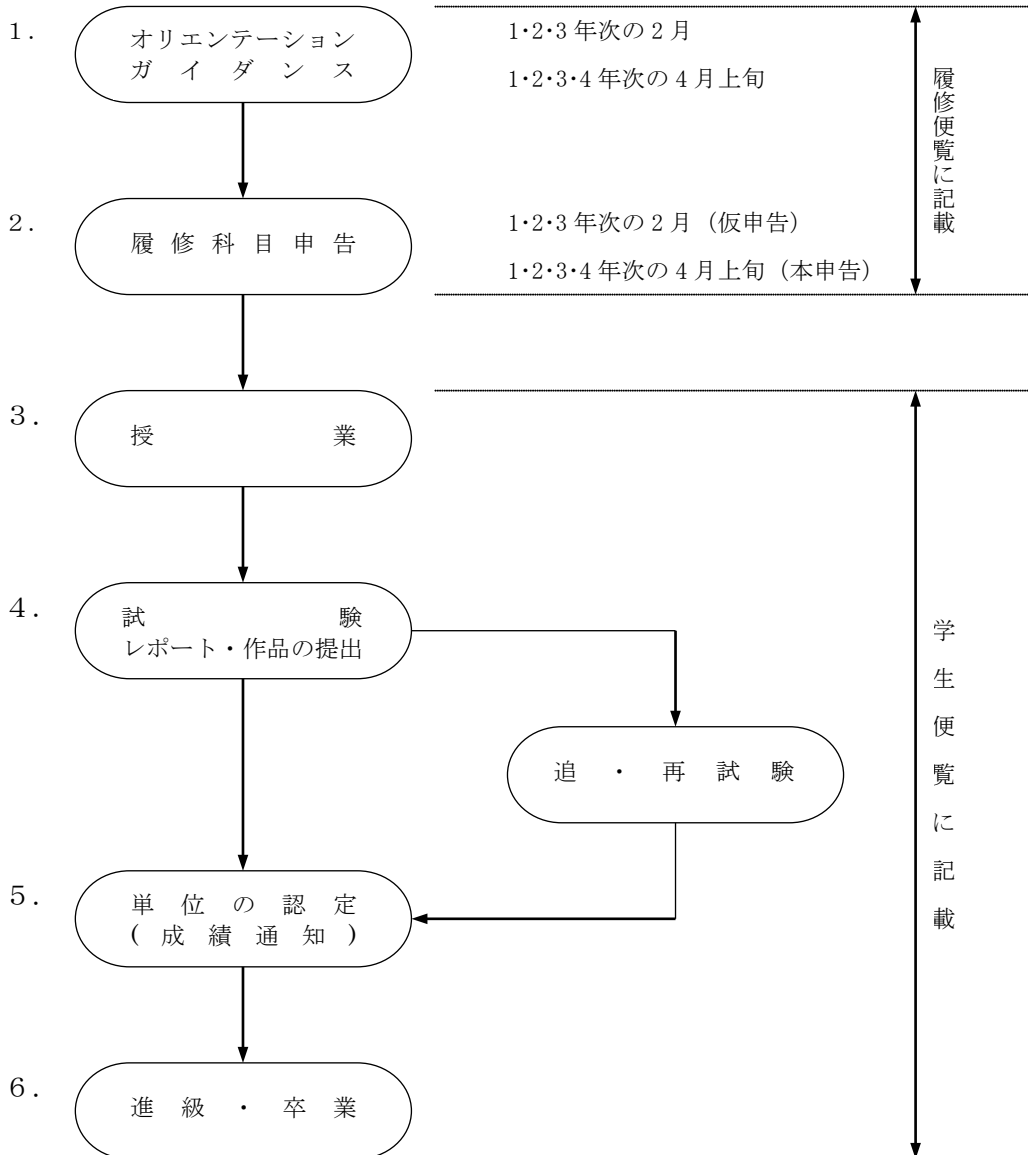 1.
オリエンテーション
ガイダンス
1・2・3年次の2月
1・2・3・4年次の4月上旬
履修便覧に記載
2.
履修科目申告
1・2・3年次の2月（仮申告）
1・2・3・4年次の4月上旬（本申告）
3.
授業
4.
試験
レポート・作品の提出
学生便覧に記載
追・再試験
5.
単位の認定
(成績通知)
6.
進級・卒業